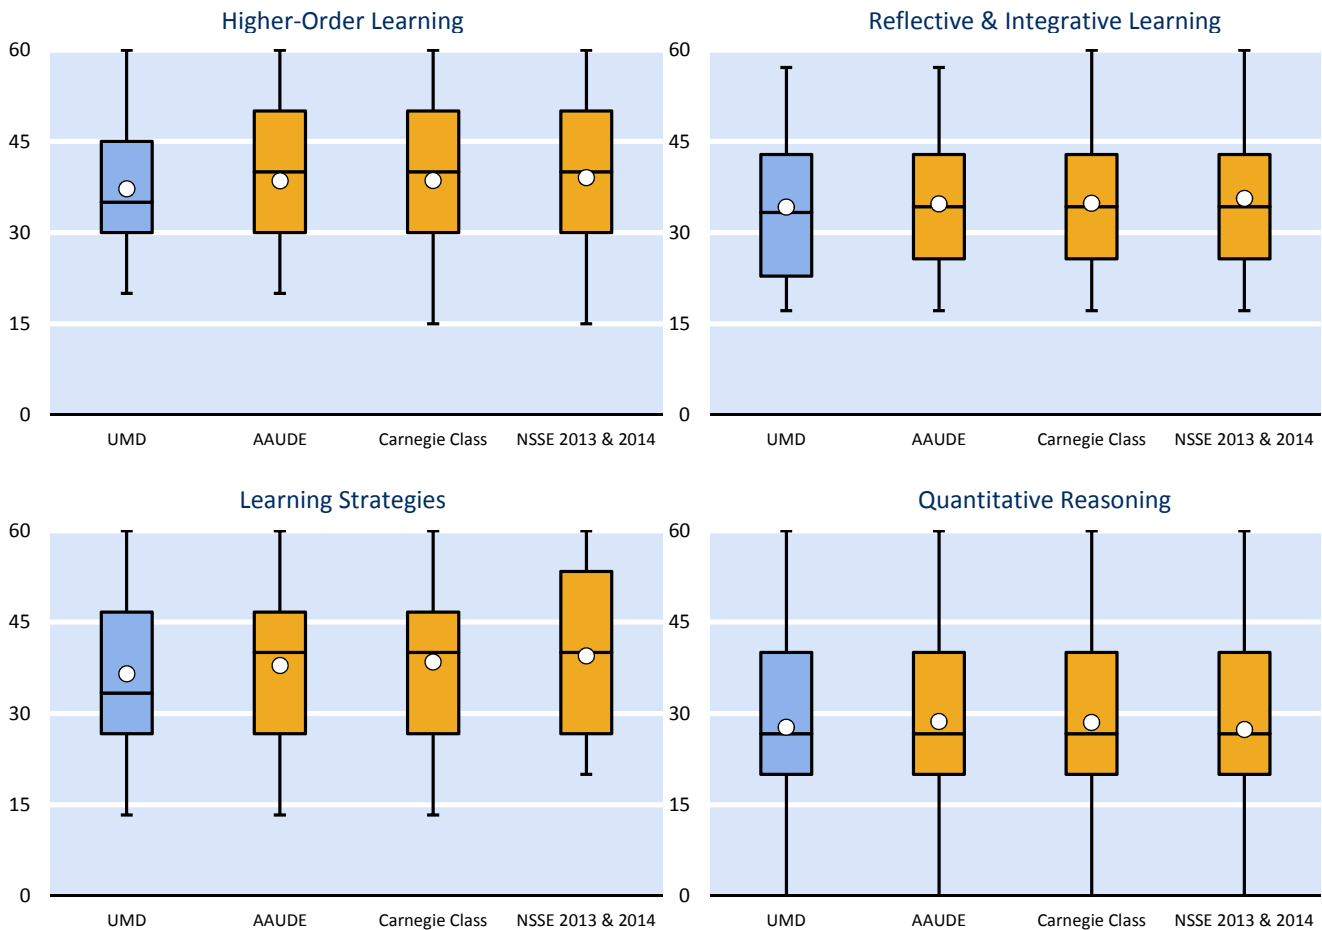 Higher-Order Learning
60
45
30
15
0
UMD AAUDE Carnegie Class NSSE 2013 & 2014
Reflective & Integrative Learning
60
45
30
15
0
UMD AAUDE Carnegie Class NSSE 2013 & 2014
Learning Strategies
60
45
30
15
0
UMD AAUDE Carnegie Class NSSE 2013 & 2014
Quantitative Reasoning
60
45
30
15
0
UMD AAUDE Carnegie Class NSSE 2013 & 2014